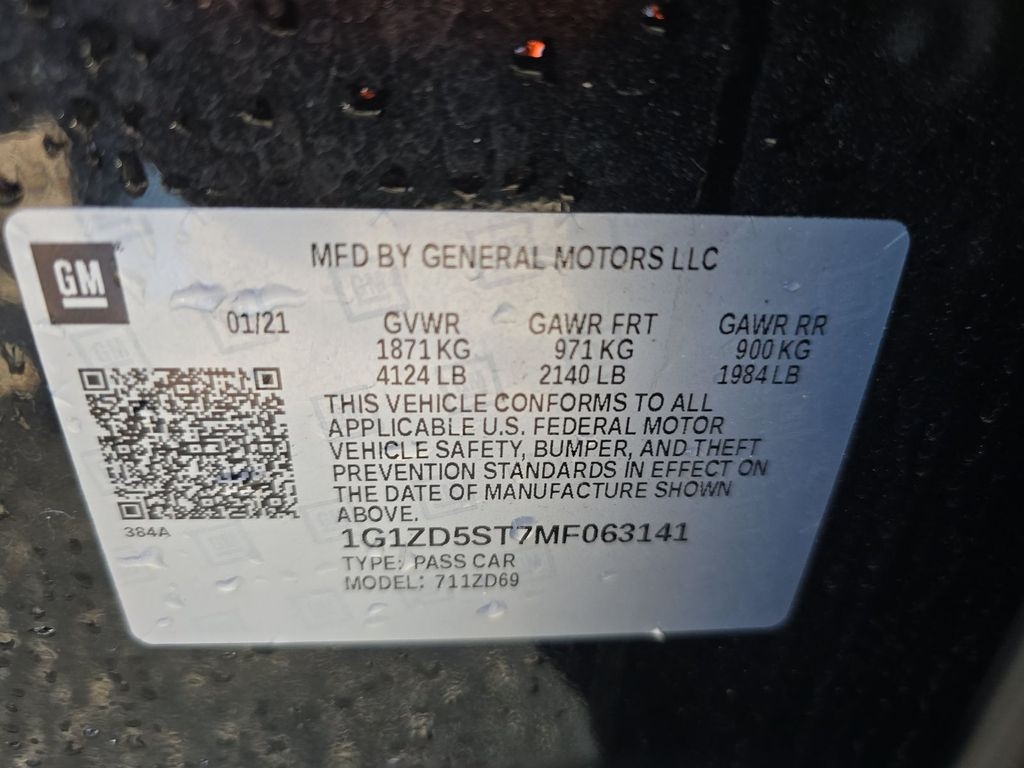 GM
MFD BY GENERAL MOTORS LLC
01/21 GVWR GAWR FRT GAWR RR
1871 KG 971 KG 900 KG
4124 LB 2140 LB 1984 LB
THIS VEHICLE CONFORMS TO ALL
APPLICABLE U.S. FEDERAL MOTOR
VEHICLE SAFETY, BUMPER, AND THEFT
PREVENTION STANDARDS IN EFFECT ON
THE DATE OF MANUFACTURE SHOWN
ABOVE.
384A
1G1ZD5ST7MF063141
TYPE: PASS CAR
MODEL: 711ZD69